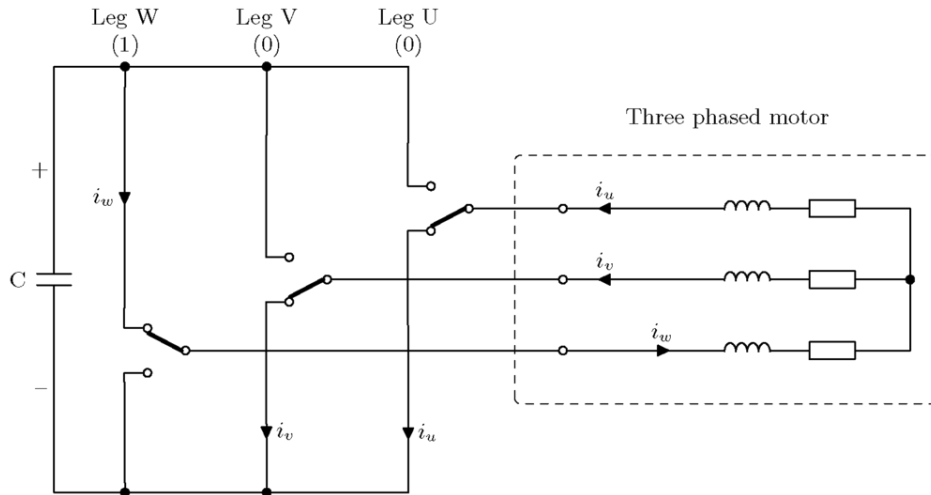 Leg W
(1)
Leg V
(0)
Leg U
(0)
Three phased motor
+
C
−
i_w
i_u
i_v
i_w
i_v
i_u